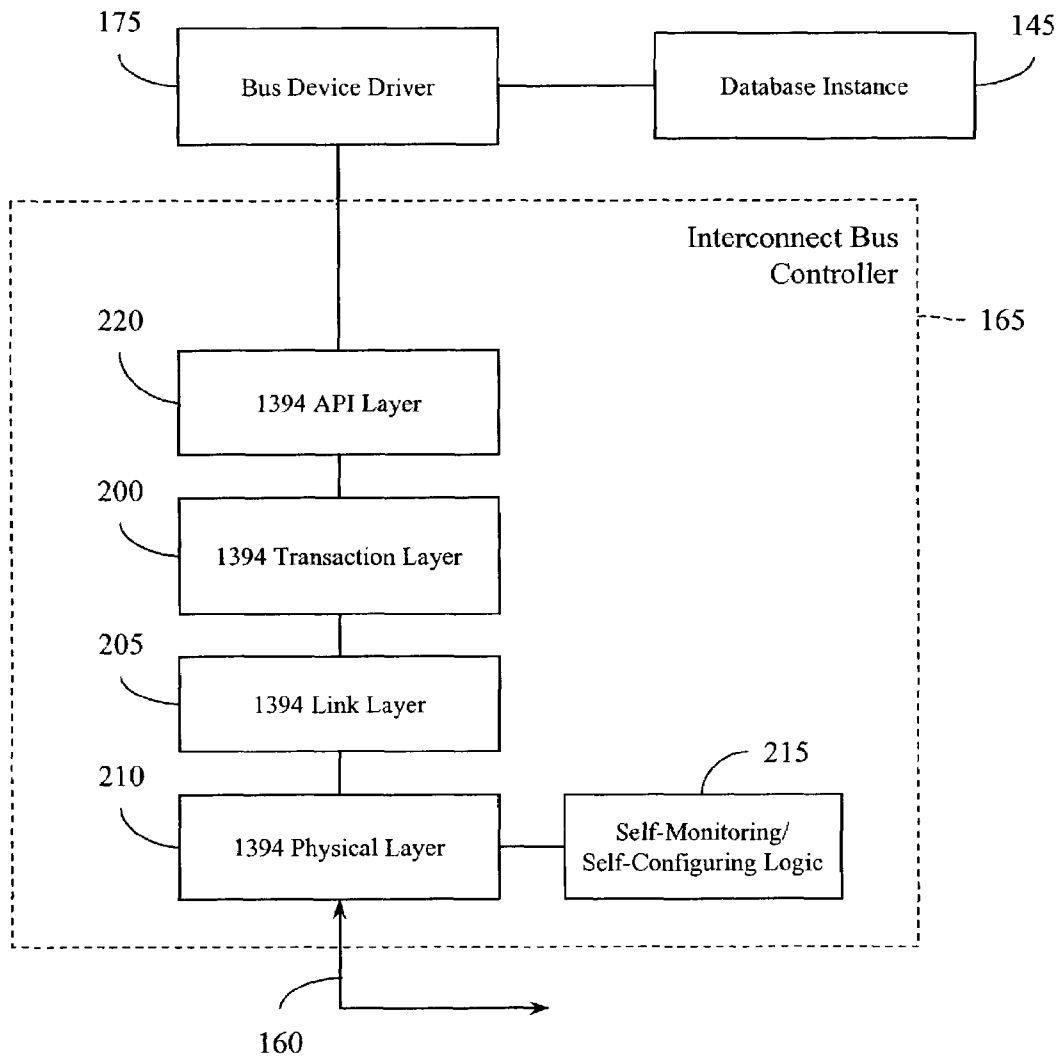 175
145
Bus Device Driver
Database Instance
Interconnect Bus
Controller
165
220
1394 API Layer
200
1394 Transaction Layer
205
1394 Link Layer
210
215
1394 Physical Layer
Self-Monitoring/
Self-Configuring Logic
160